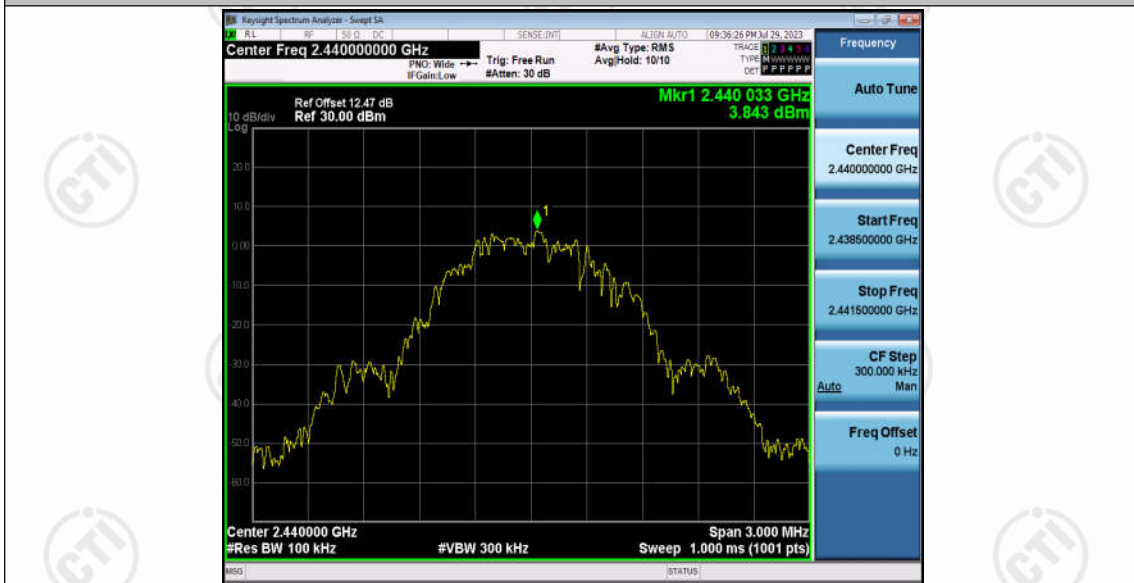 Keysight Spectrum Analyzer - Swept SA
RL RF 50 Ω DC SENSE:INT ALIGN AUTO 09:36:26 PM Jul 29, 2023
Center Freq 2.440000000 GHz
PNO: Wide
IFGain:Low
Trig: Free Run
#Atten: 30 dB
#Avg Type: RMS
Avg|Hold: 10/10
TRACE 1 2 3 4 5 6
TYPE M WWWWW
DET P P P P P P
Frequency
Auto Tune
Center Freq
2.440000000 GHz
Start Freq
2.438500000 GHz
Stop Freq
2.441500000 GHz
CF Step
300.000 kHz
Auto Man
Freq Offset
0 Hz
Mkr1 2.440 033 GHz
3.843 dBm
Ref Offset 12.47 dB
10 dB/div Ref 30.00 dBm
Log
20.0
10.0
0.00
-10.0
-20.0
-30.0
-40.0
-50.0
-60.0
1
Center 2.440000 GHz Span 3.000 MHz
#Res BW 100 kHz #VBW 300 kHz Sweep 1.000 ms (1001 pts)
MSG STATUS
CTI
CTI
CTI
CTI